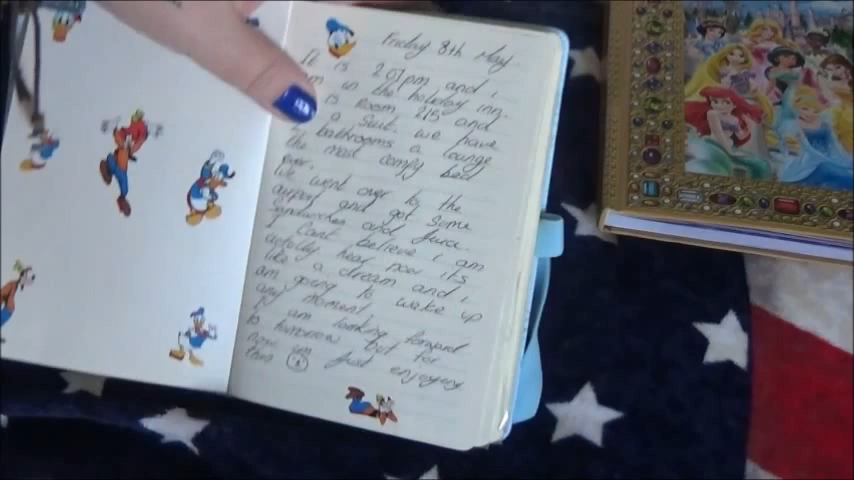 Friday 8th May.
It is 2.01pm and i
in the holiday inn.
is Room 215 and
a Suit. we have
bathrooms a lounge
the most comfy bed
ever.
We went over to the
airport and got some
Sandwiches and Juice.
I Cant believe i am
actully hear now its
like a dream and i
am going to wake up
any moment.
I am looking forward
to tomorrow but for
now im Just enjoying
this